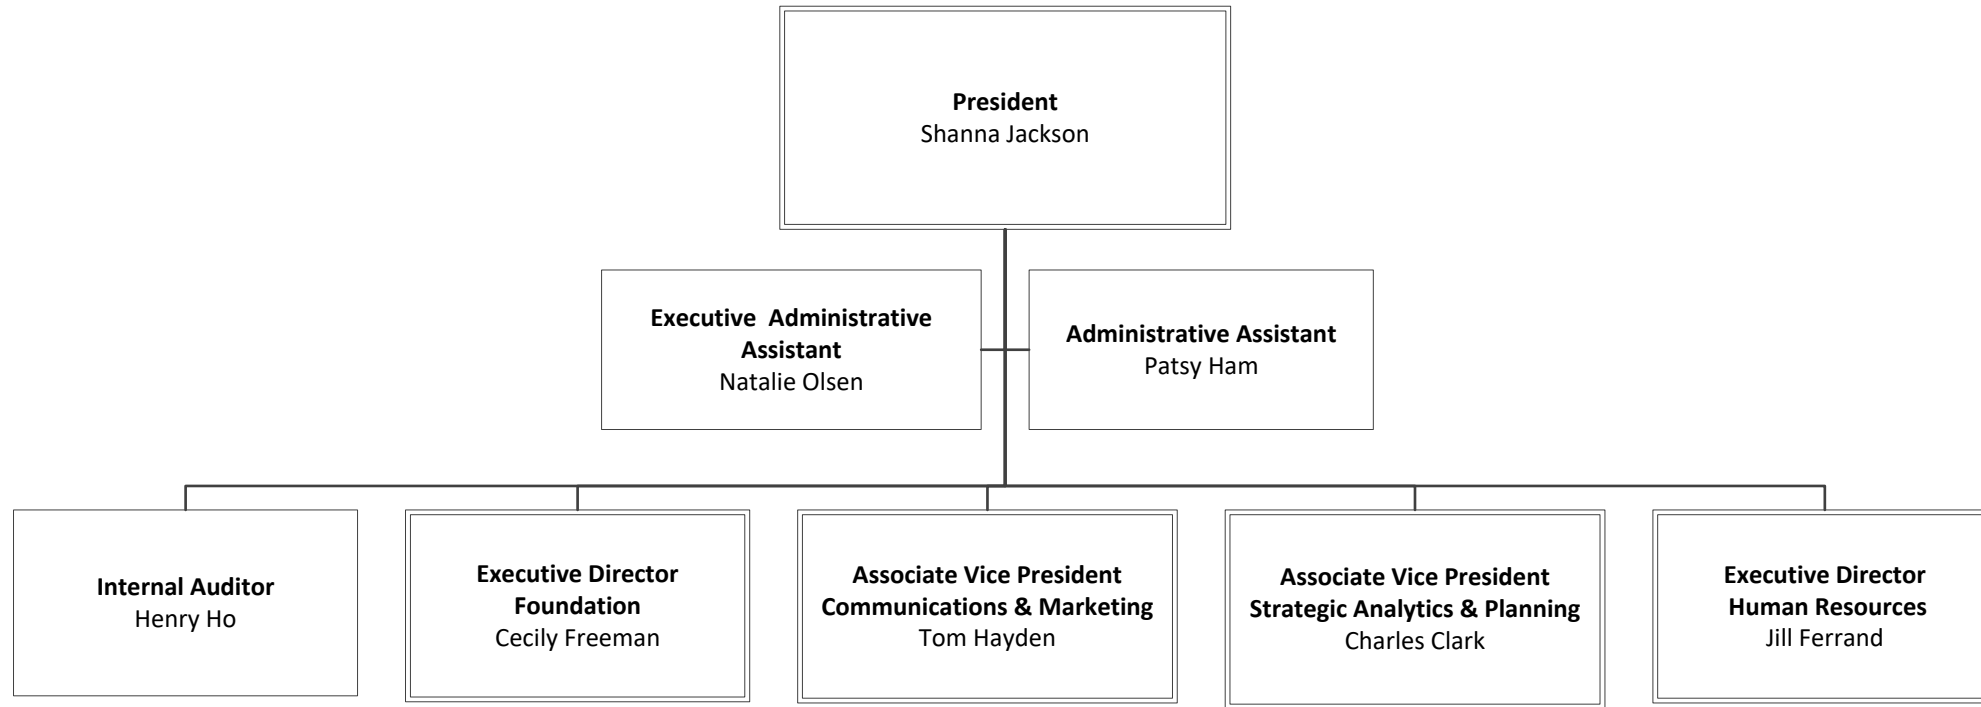 President
Shanna Jackson
Executive  Administrative
Assistant
Natalie Olsen
Administrative Assistant
Patsy Ham
Internal Auditor
Henry Ho
Executive Director
Foundation
Cecily Freeman
Associate Vice President
Communications & Marketing
Tom Hayden
Associate Vice President
Strategic Analytics & Planning
Charles Clark
Executive Director
Human Resources
Jill Ferrand